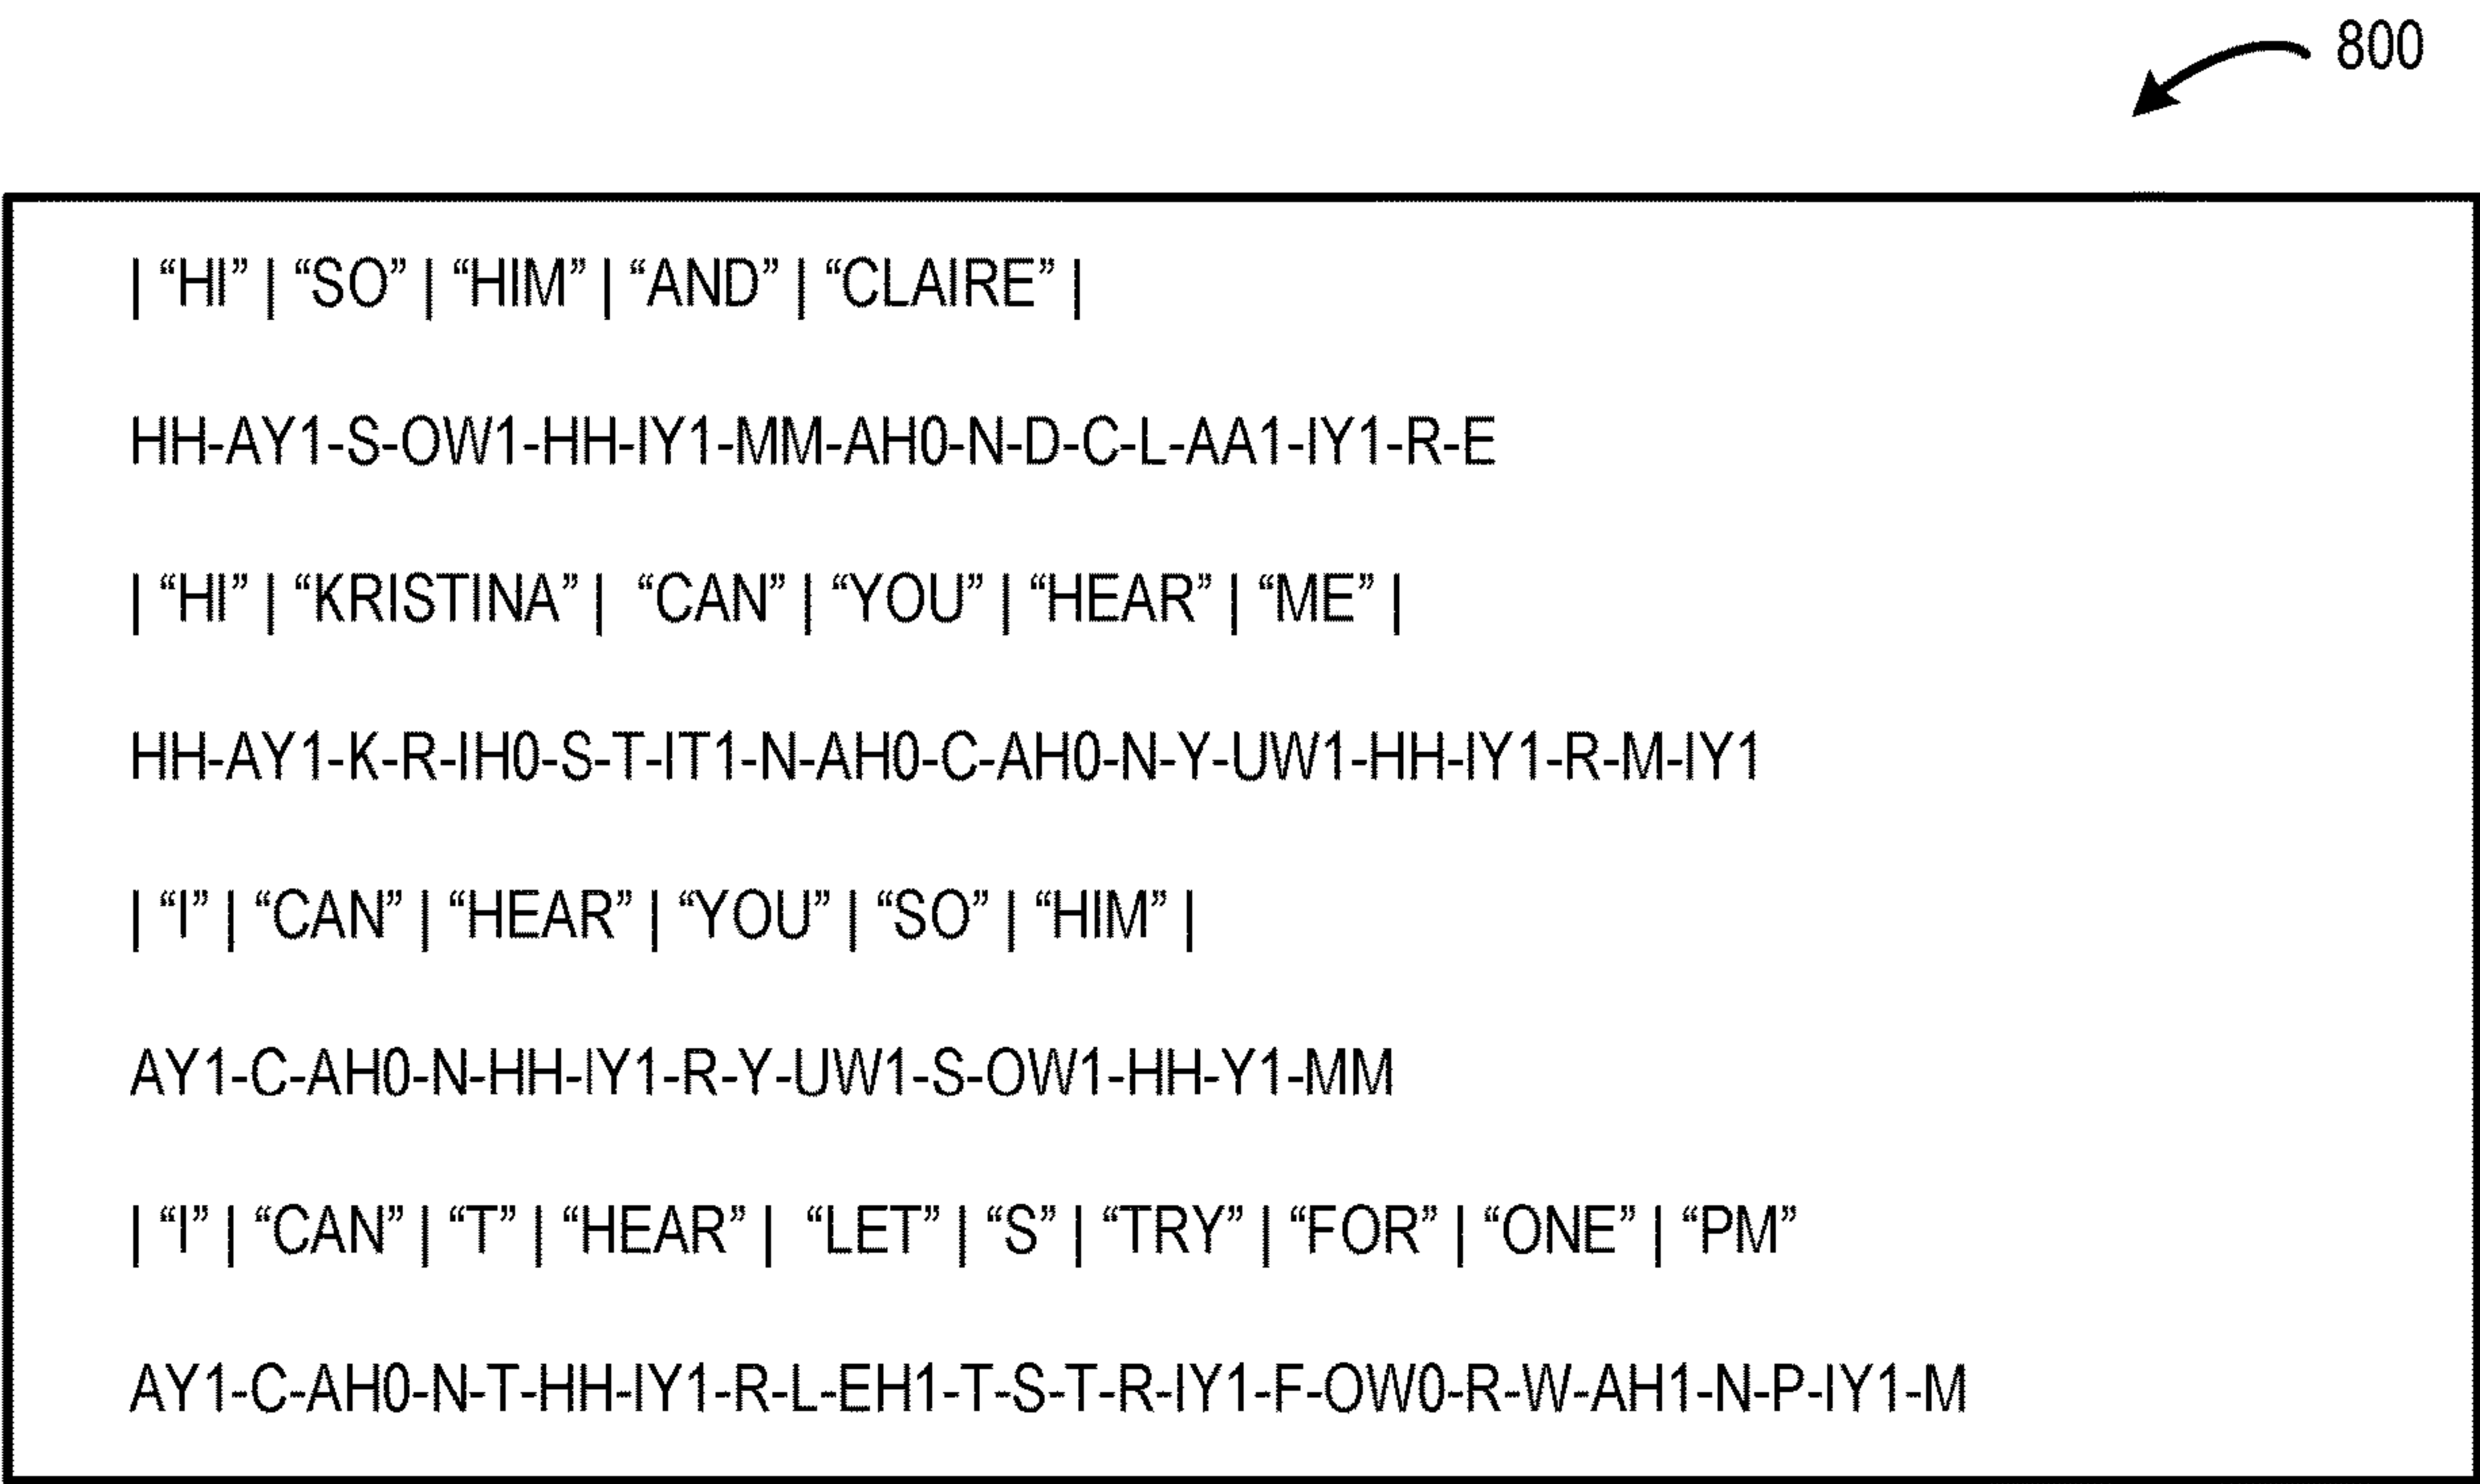 800
| “HI” | “SO” | “HIM” | “AND” | “CLAIRE” |
HH-AY1-S-OW1-HH-IY1-MM-AH0-N-D-C-L-AA1-IY1-R-E
| “HI” | “KRISTINA” | “CAN” | “YOU” | “HEAR” | “ME” |
HH-AY1-K-R-IH0-S-T-IT1-N-AH0-C-AH0-N-Y-UW1-HH-IY1-R-M-IY1
| “I” | “CAN” | “HEAR” | “YOU” | “SO” | “HIM” |
AY1-C-AH0-N-HH-IY1-R-Y-UW1-S-OW1-HH-Y1-MM
| “I” | “CAN” | “T” | “HEAR” | “LET” | “S” | “TRY” | “FOR” | “ONE” | “PM”
AY1-C-AH0-N-T-HH-IY1-R-L-EH1-T-S-T-R-IY1-F-OW0-R-W-AH1-N-P-IY1-M